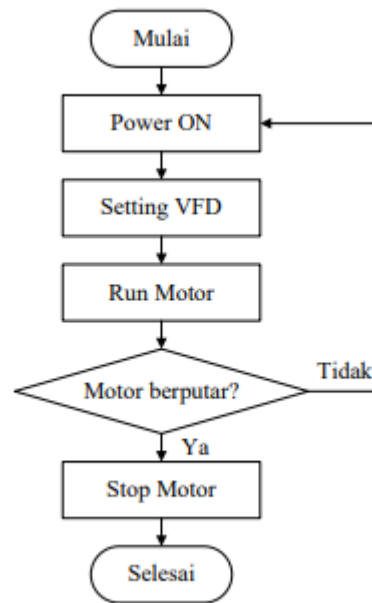 Mulai
Power ON
Setting VFD
Run Motor
Motor berputar?
Tidak
Ya
Stop Motor
Selesai